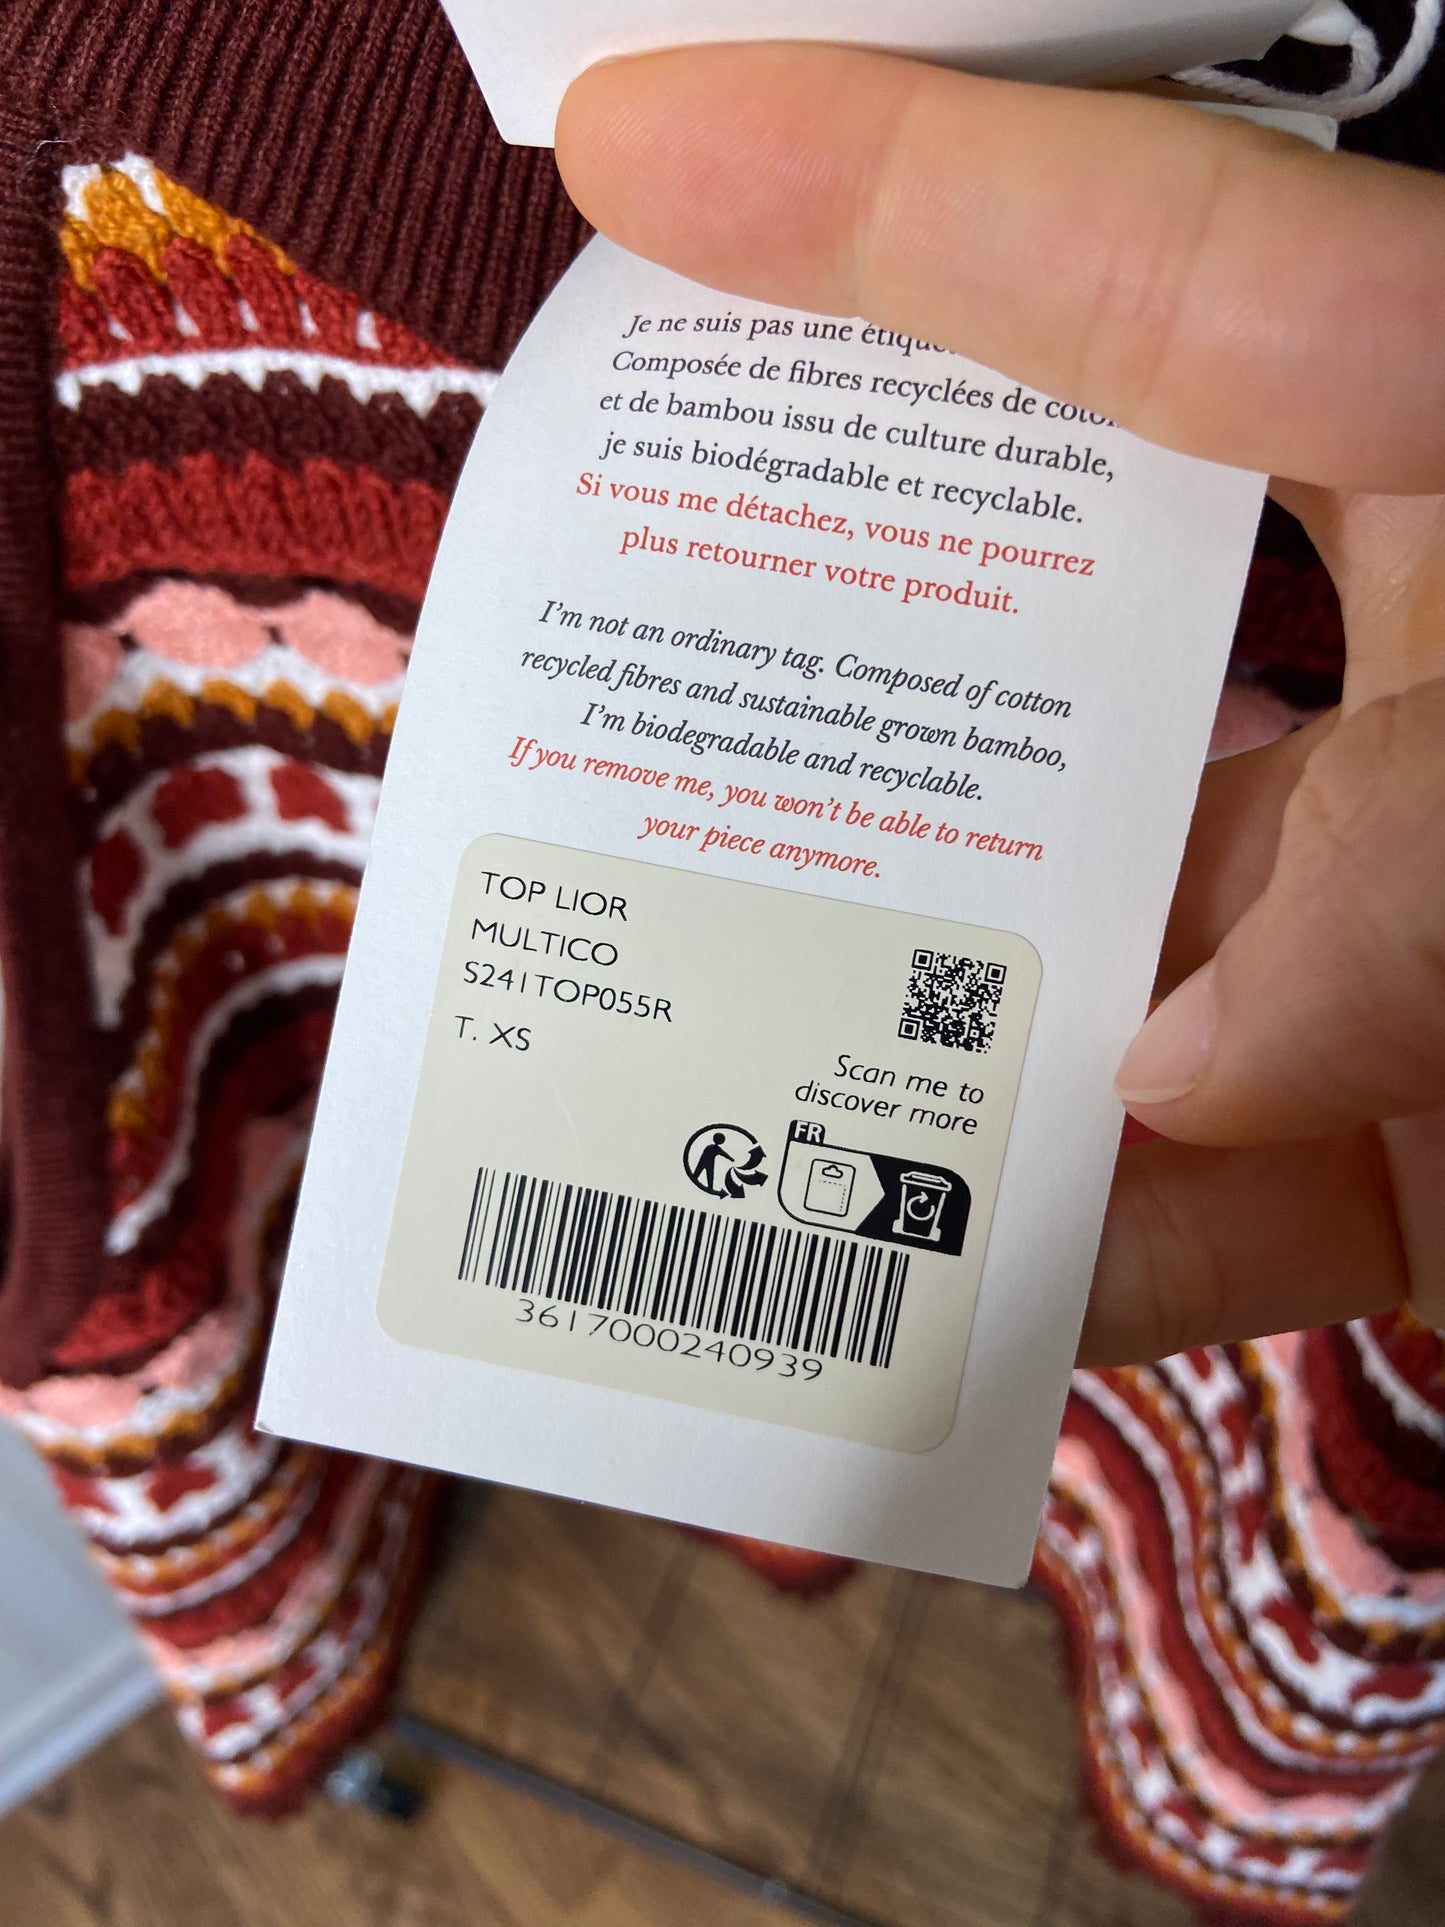 Je ne suis pas une
Composée de fibres recyclées de
et de bambou issu de culture durable,
je suis biodégradable et recyclable.
Si vous me détachez, vous ne pourrez
plus retourner votre produit.
I'm not an ordinary tag. Composed of cotton
recycled fibres and sustainable grown bamboo,
I'm biodegradable and recyclable.
If you remove me, you won't be able to return
your piece anymore.
TOP LIOR
MULTICO
S241TOP055R
T. XS
Scan me to
discover more
FR
3617000240939